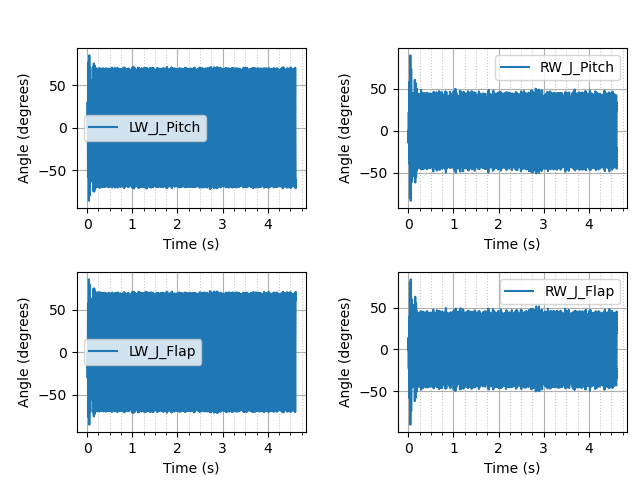 Angle (degrees)
50
0
−50
LW_J_Pitch
0 1 2 3 4
Time (s)
Angle (degrees)
50
0
−50
RW_J_Pitch
0 1 2 3 4
Time (s)
Angle (degrees)
50
0
−50
LW_J_Flap
0 1 2 3 4
Time (s)
Angle (degrees)
50
0
−50
RW_J_Flap
0 1 2 3 4
Time (s)